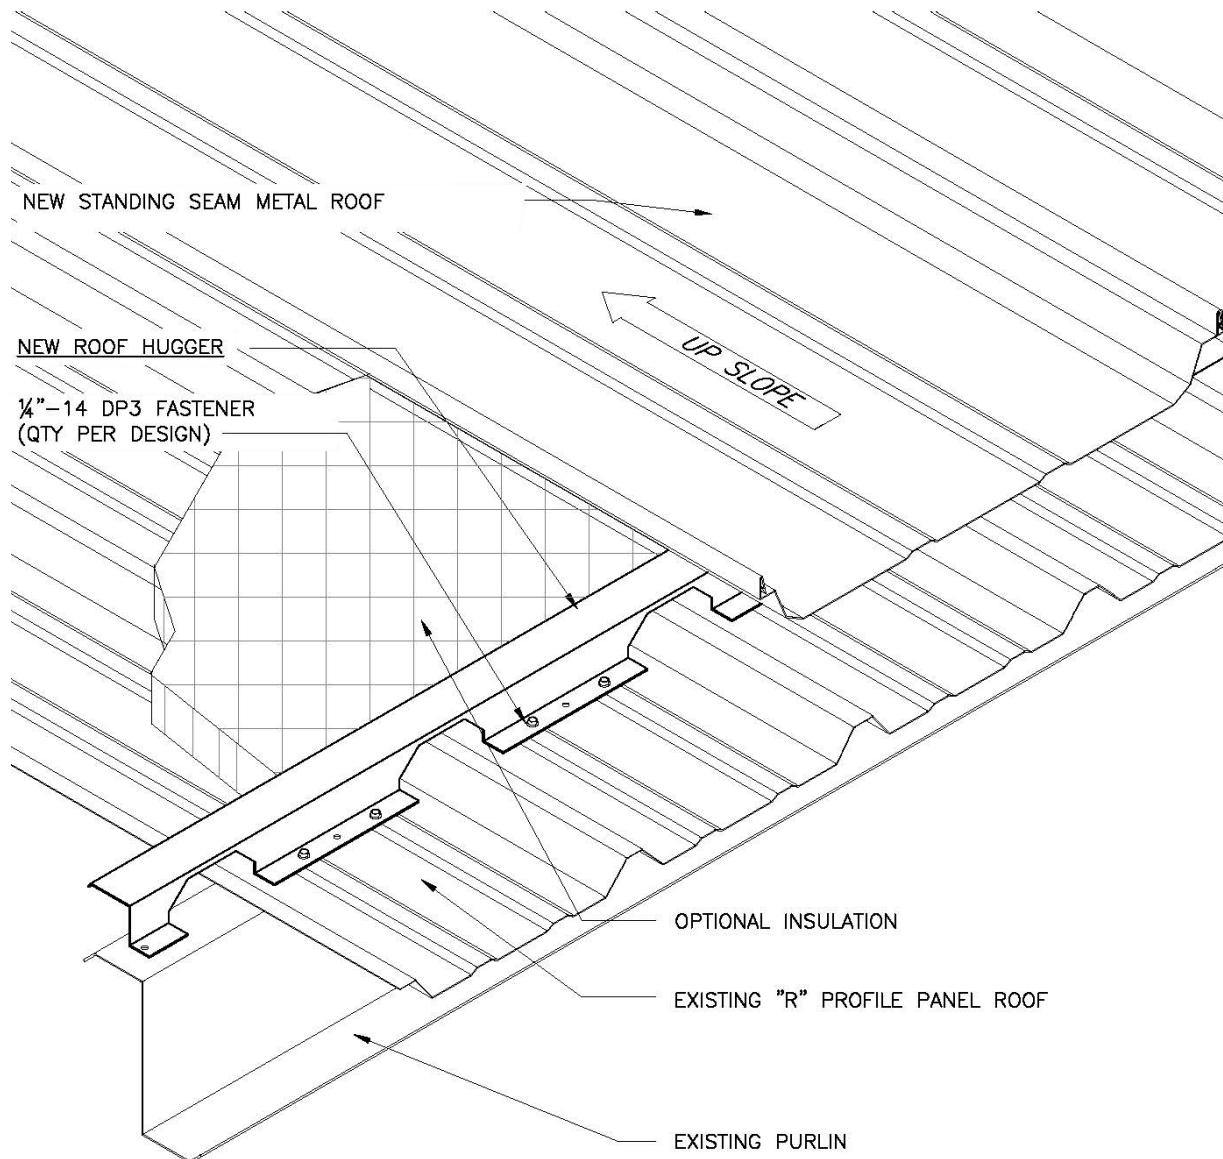 NEW STANDING SEAM METAL ROOF
NEW ROOF HUGGER
¼"-14 DP3 FASTENER
(QTY PER DESIGN)
UP SLOPE
OPTIONAL INSULATION
EXISTING "R" PROFILE PANEL ROOF
EXISTING PURLIN